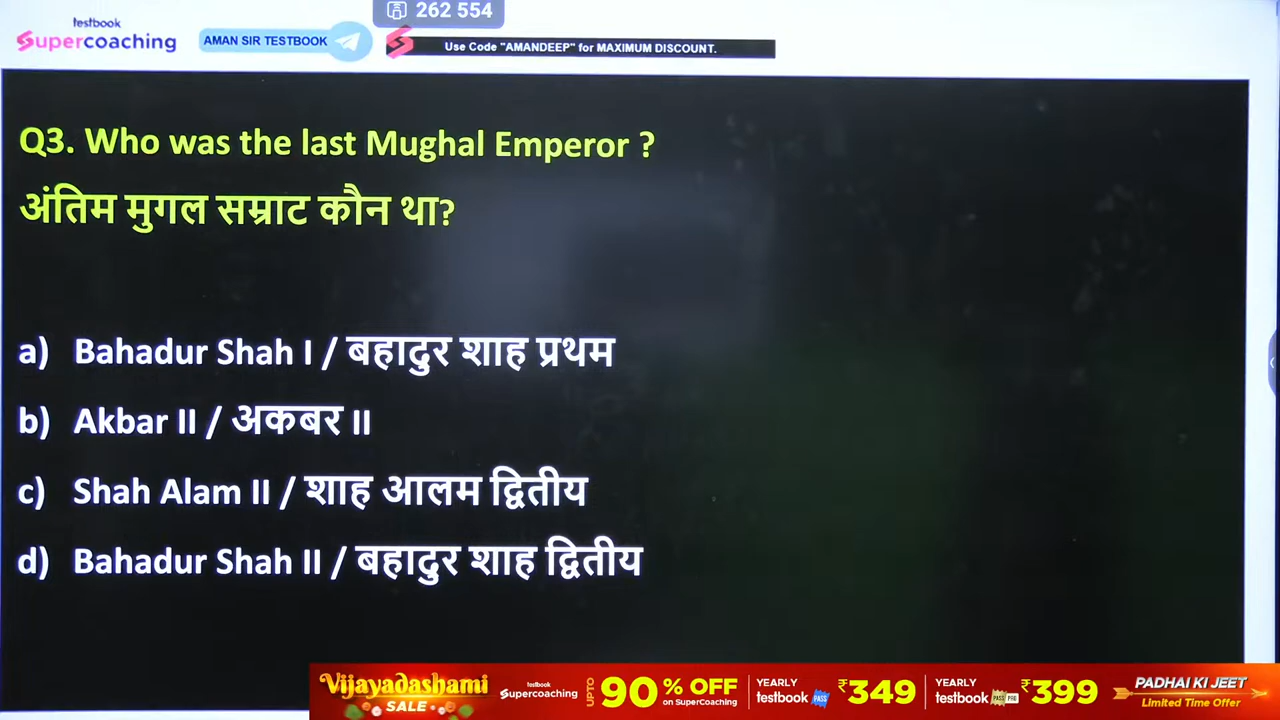 262 554
testbook
Supercoaching
AMAN SIR TESTBOOK
Use Code "AMANDEEP" for MAXIMUM DISCOUNT.
Q3. Who was the last Mughal Emperor ?
अंतिम मुगल सम्राट कौन था?
a) Bahadur Shah I / बहादुर शाह प्रथम
b) Akbar II / अकबर II
c) Shah Alam II / शाह आलम द्वितीय
d) Bahadur Shah II / बहादुर शाह द्वितीय
Vijayadashami
SALE
testbook
Supercoaching
UPTO
90% OFF
on SuperCoaching
YEARLY
testbook PASS
₹349
YEARLY
testbook PASS PRO
₹399
PADHAI KI JEET
Limited Time Offer